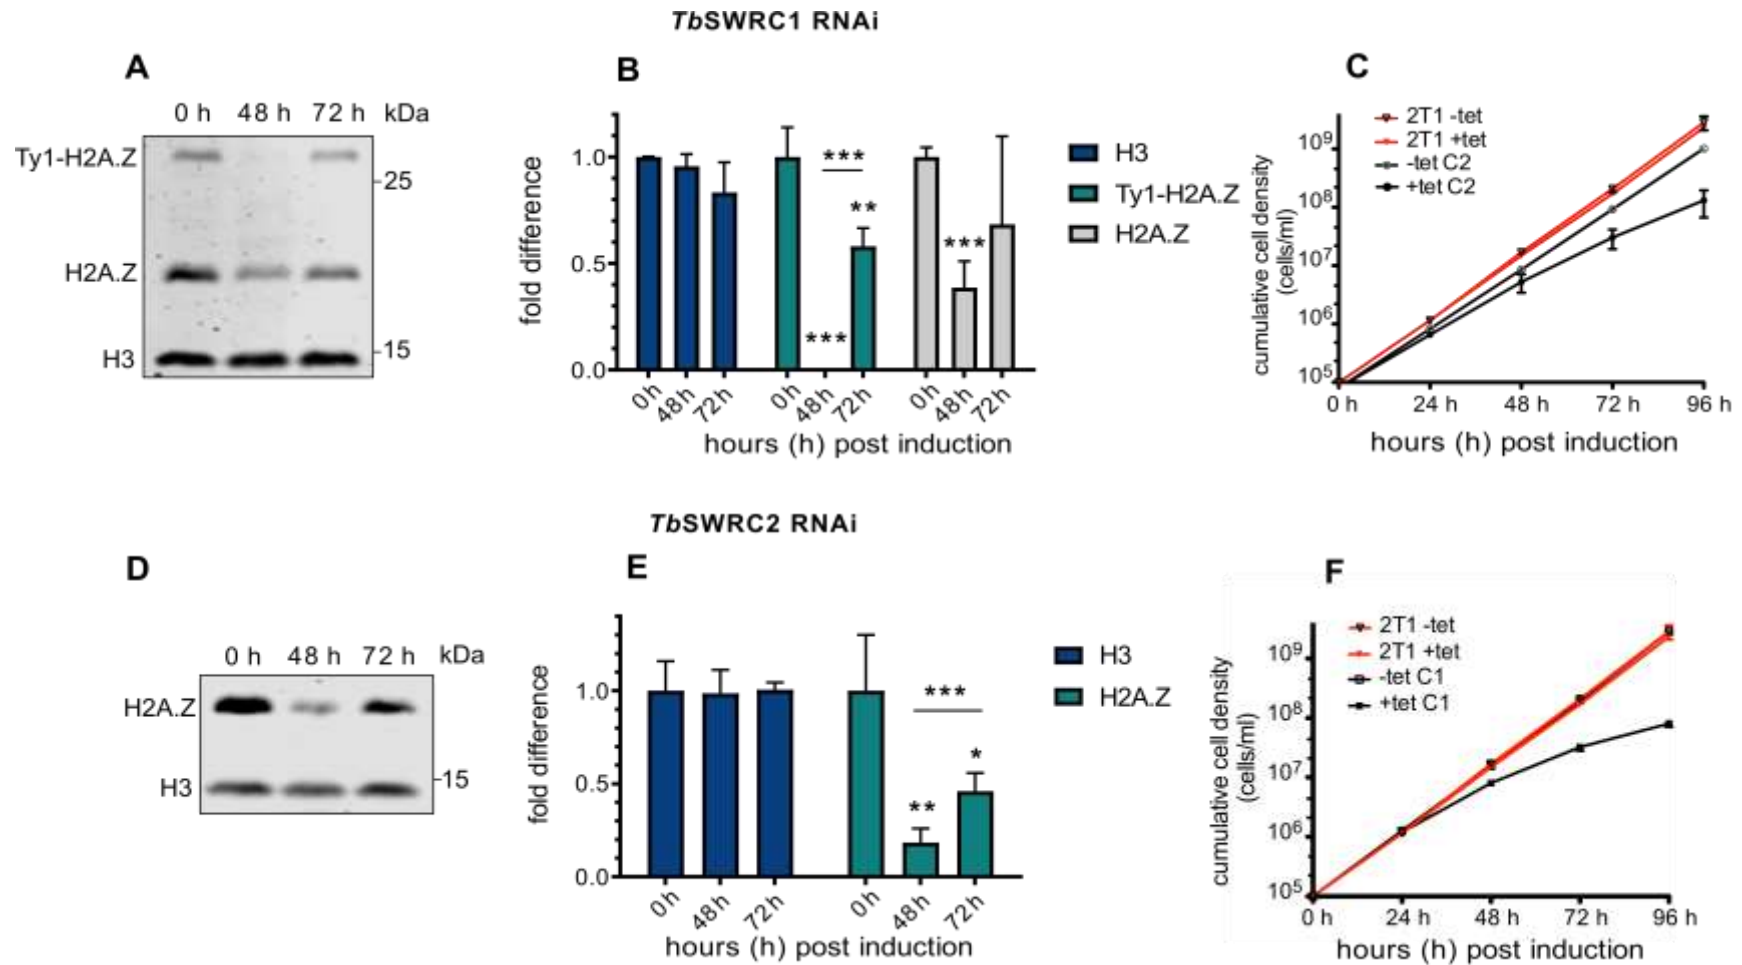 TbSWRC1 RNAi
A
0 h 48 h 72 h kDa
Ty1-H2A.Z
25
H2A.Z
H3
15
B
fold difference
1.0
0.5
0.0
***
**
***
***
0h 48h 72h 0h 48h 72h 0h 48h 72h
hours (h) post induction
H3
Ty1-H2A.Z
H2A.Z
C
2T1 -tet
2T1 +tet
-tet C2
+tet C2
cumulative cell density
(cells/ml)
10⁹
10⁸
10⁷
10⁶
10⁵
0 h 24 h 48 h 72 h 96 h
hours (h) post induction
TbSWRC2 RNAi
D
0 h 48 h 72 h kDa
H2A.Z
H3
15
E
fold difference
1.0
0.5
0.0
***
*
**
0h 48h 72h 0h 48h 72h
hours (h) post induction
H3
H2A.Z
F
2T1 -tet
2T1 +tet
-tet C1
+tet C1
cumulative cell density
(cells/ml)
10⁹
10⁸
10⁷
10⁶
10⁵
0 h 24 h 48 h 72 h 96 h
hours (h) post induction